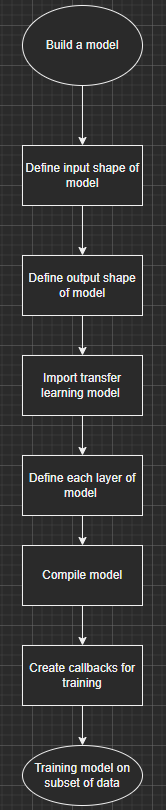 Build a model
Define input shape of
model
Define output shape
of model
Import transfer
learning model
Define each layer of
model
Compile model
Create callbacks for
training
Training model on
subset of data